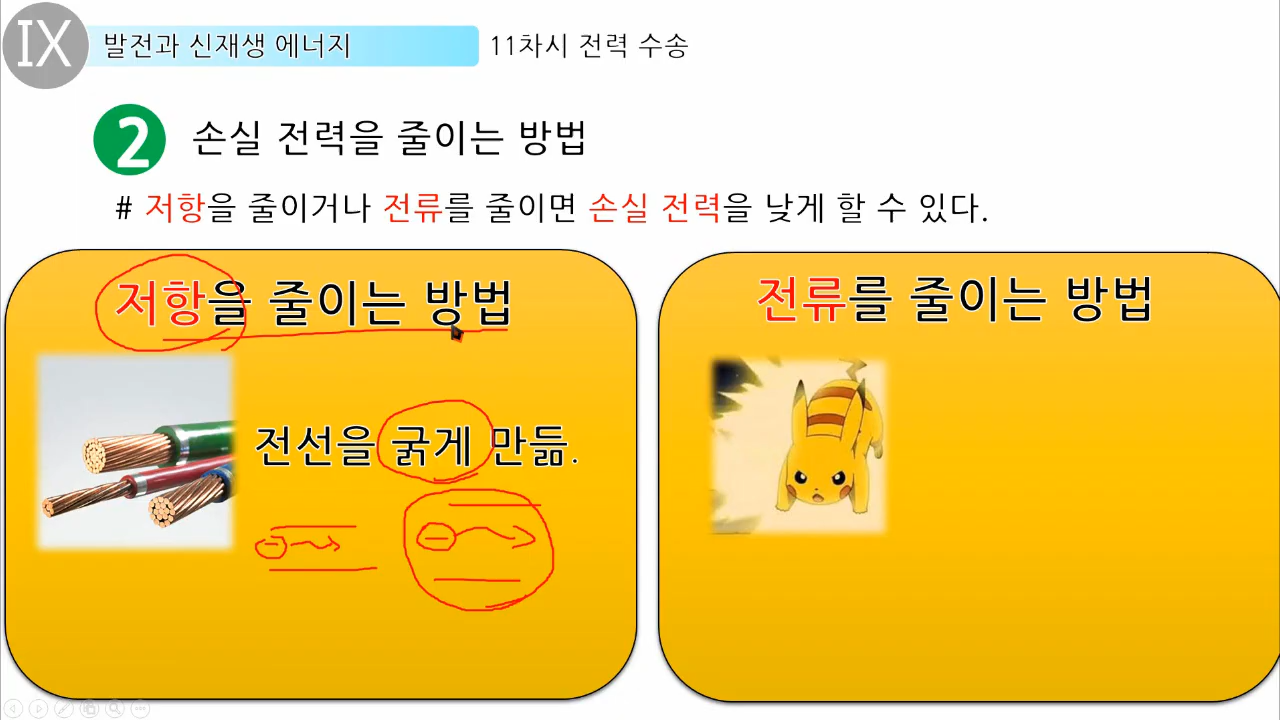 IX 발전과 신재생 에너지 11차시 전력 수송
2 손실 전력을 줄이는 방법
# 저항을 줄이거나 전류를 줄이면 손실 전력을 낮게 할 수 있다.
저항을 줄이는 방법
전선을 굵게 만듦.
전류를 줄이는 방법